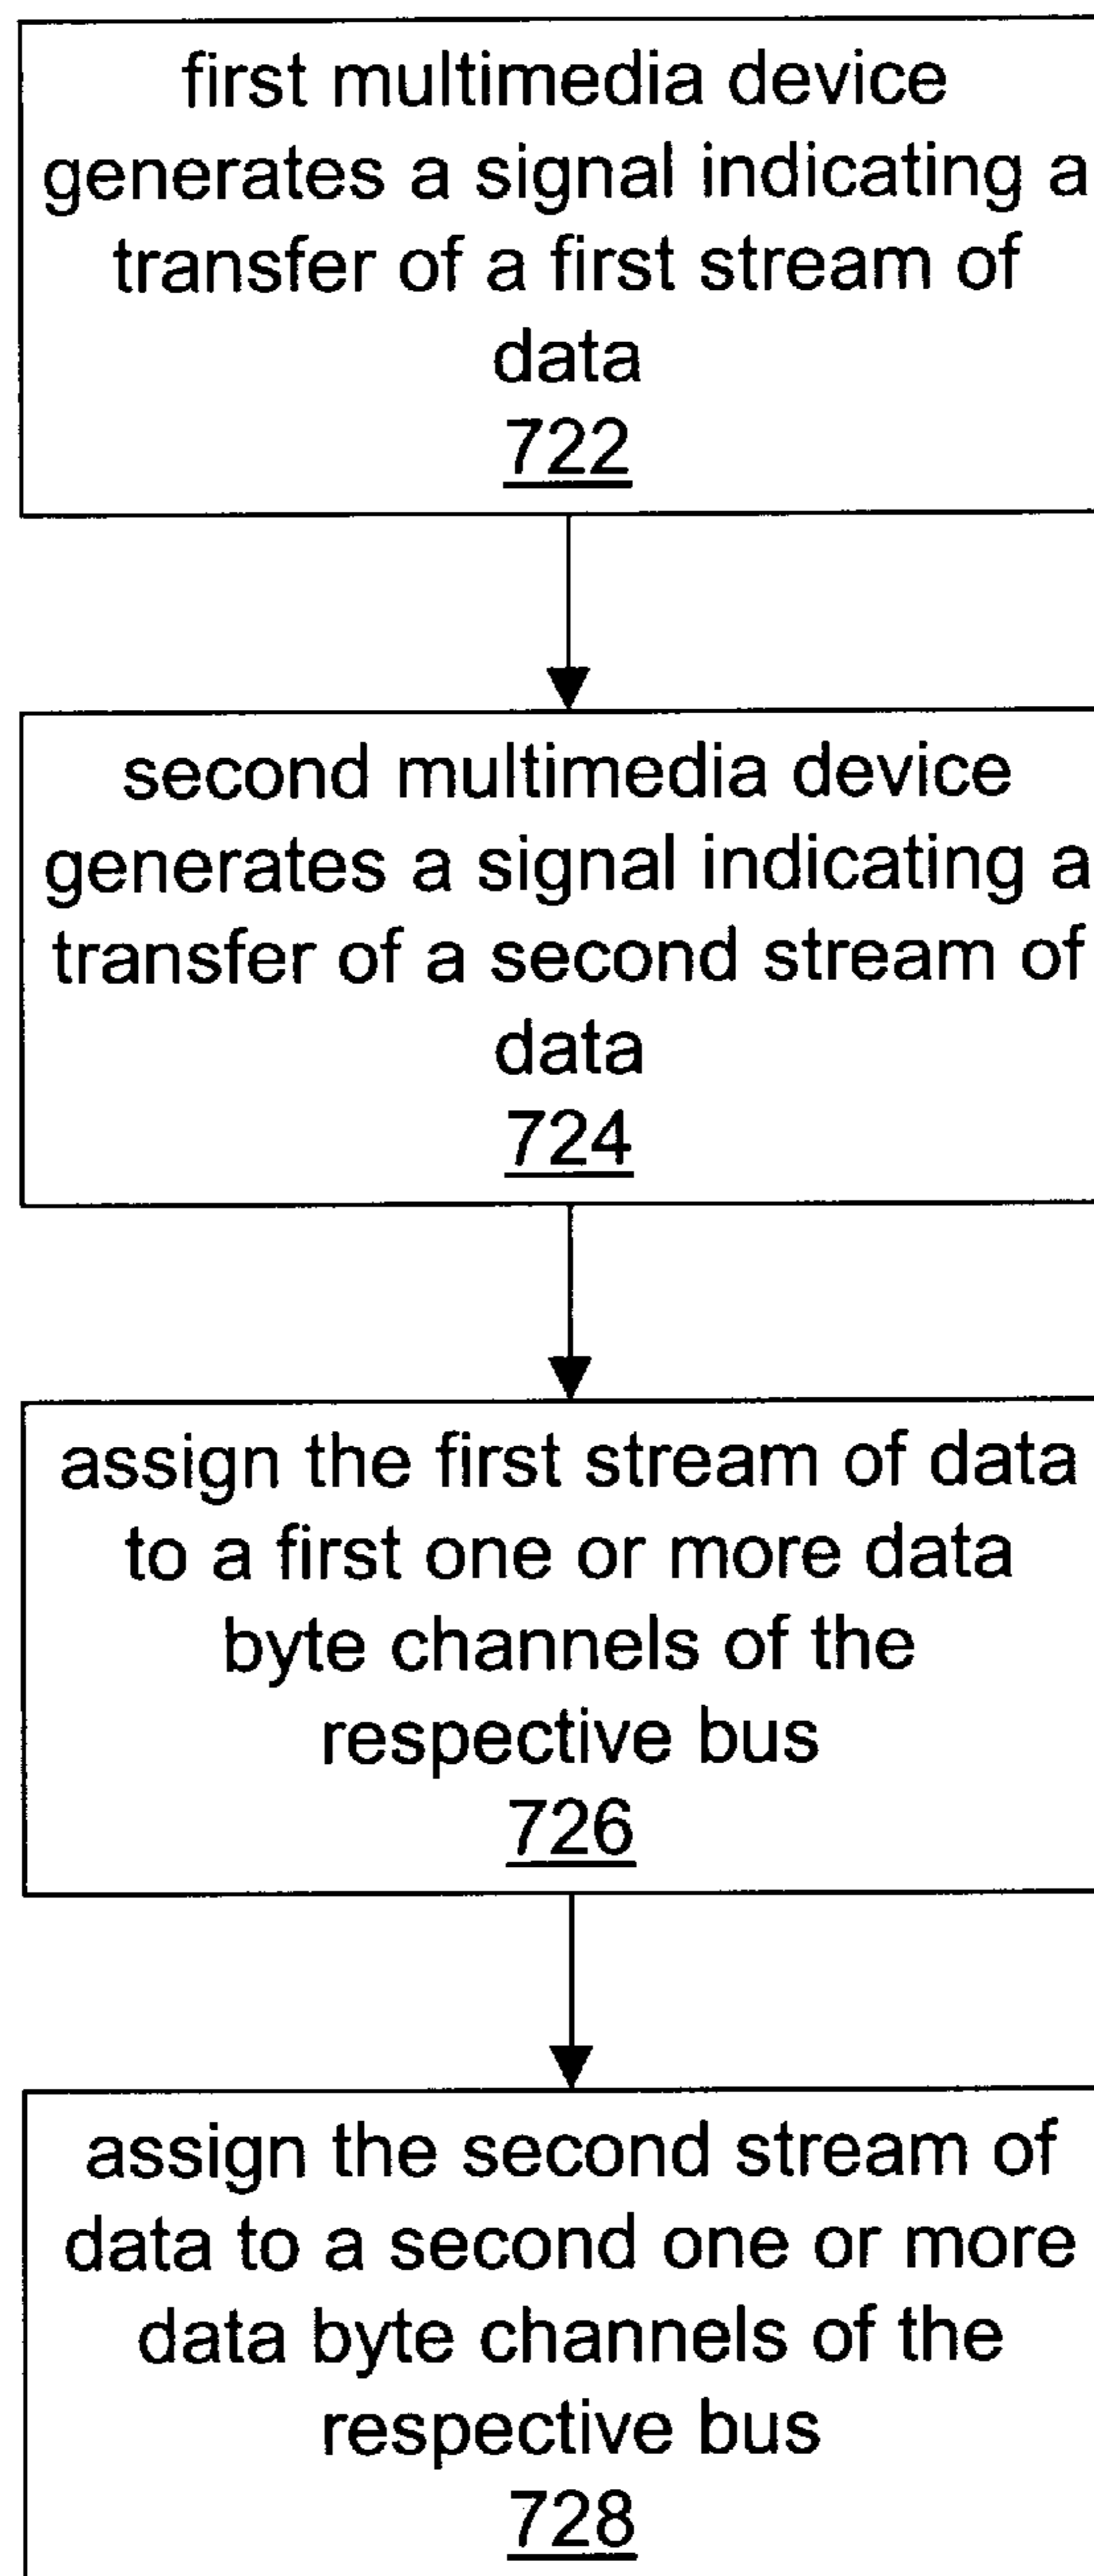 first multimedia device
generates a signal indicating a
transfer of a first stream of
data
722
second multimedia device
generates a signal indicating a
transfer of a second stream of
data
724
assign the first stream of data
to a first one or more data
byte channels of the
respective bus
726
assign the second stream of
data to a second one or more
data byte channels of the
respective bus
728